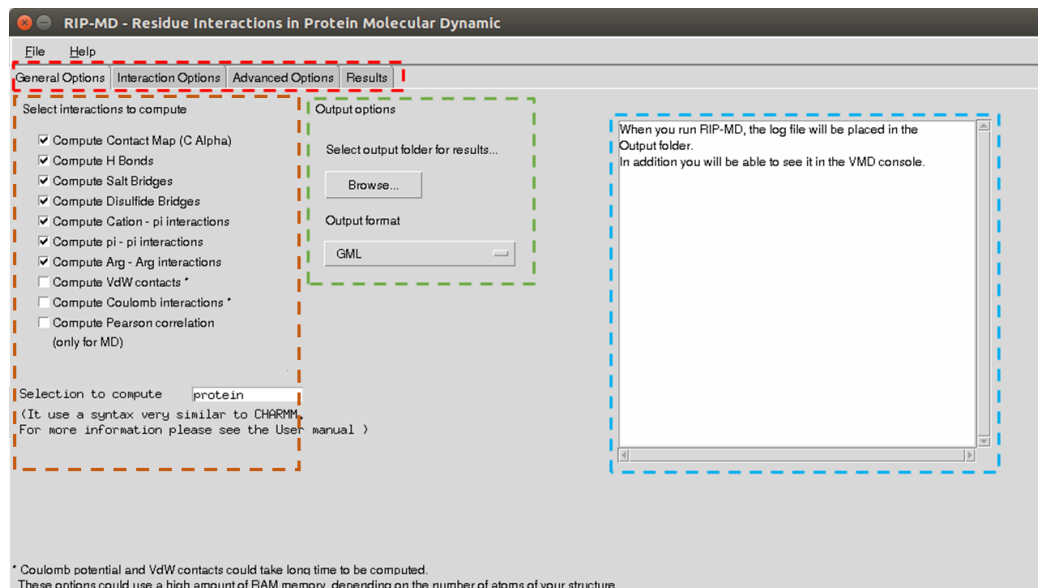 RIP-MD - Residue Interactions in Protein Molecular Dynamic
File Help
General Options Interaction Options Advanced Options Results
Select interactions to compute
Compute Contact Map (C Alpha)
Compute H Bonds
Compute Salt Bridges
Compute Disulfide Bridges
Compute Cation - pi interactions
Compute pi - pi interactions
Compute Arg - Arg interactions
Compute VdW contacts *
Compute Coulomb interactions *
Compute Pearson correlation
(only for MD)
Selection to compute protein
(It use a syntax very similar to CHARMM.
For more information please see the User manual )
Output options
Select output folder for results...
Browse...
Output format
GML
When you run RIP-MD, the log file will be placed in the
Output folder.
In addition you will be able to see it in the VMD console.
* Coulomb potential and VdW contacts could take long time to be computed.
These options could use a high amount of RAM memory, depending on the number of atoms of your structure